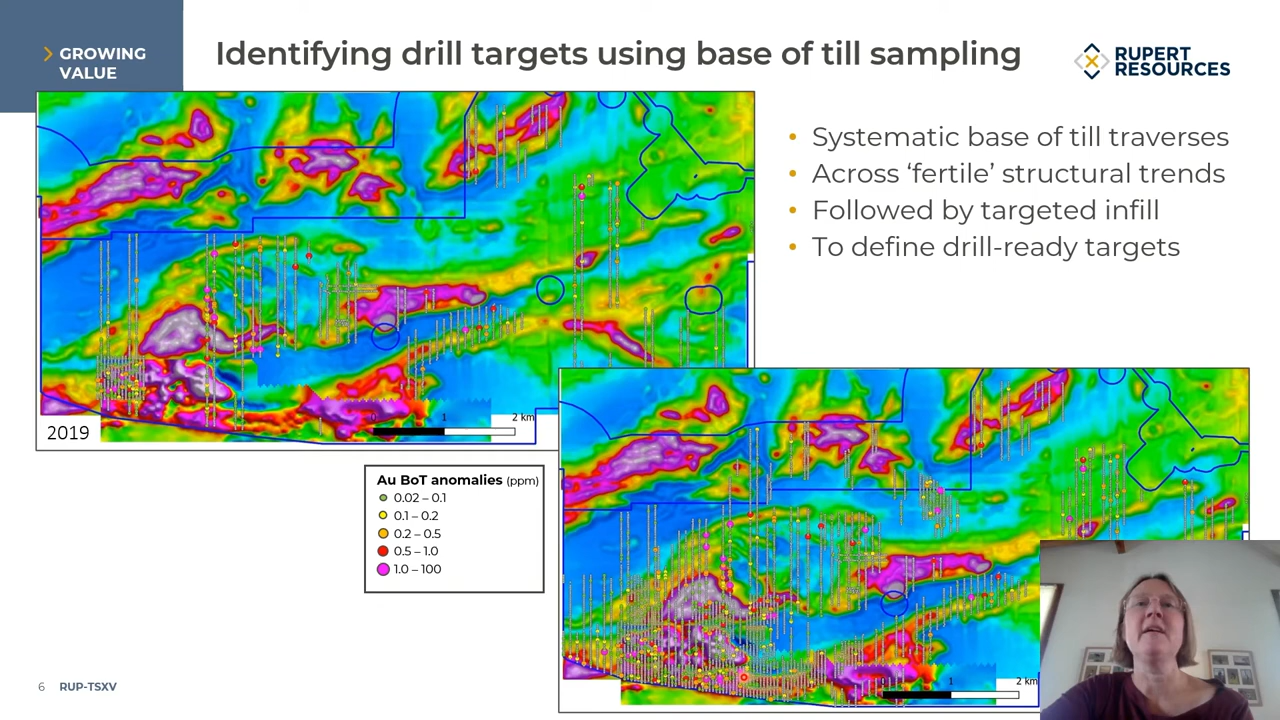 GROWING
VALUE
Identifying drill targets using base of till sampling
RUPERT
RESOURCES
• Systematic base of till traverses
• Across ‘fertile’ structural trends
• Followed by targeted infill
• To define drill-ready targets
1
2 km
2019
Au BoT anomalies (ppm)
0.02 – 0.1
0.1 – 0.2
0.2 – 0.5
0.5 – 1.0
1.0 – 100
1
2 km
6 RUP-TSXV